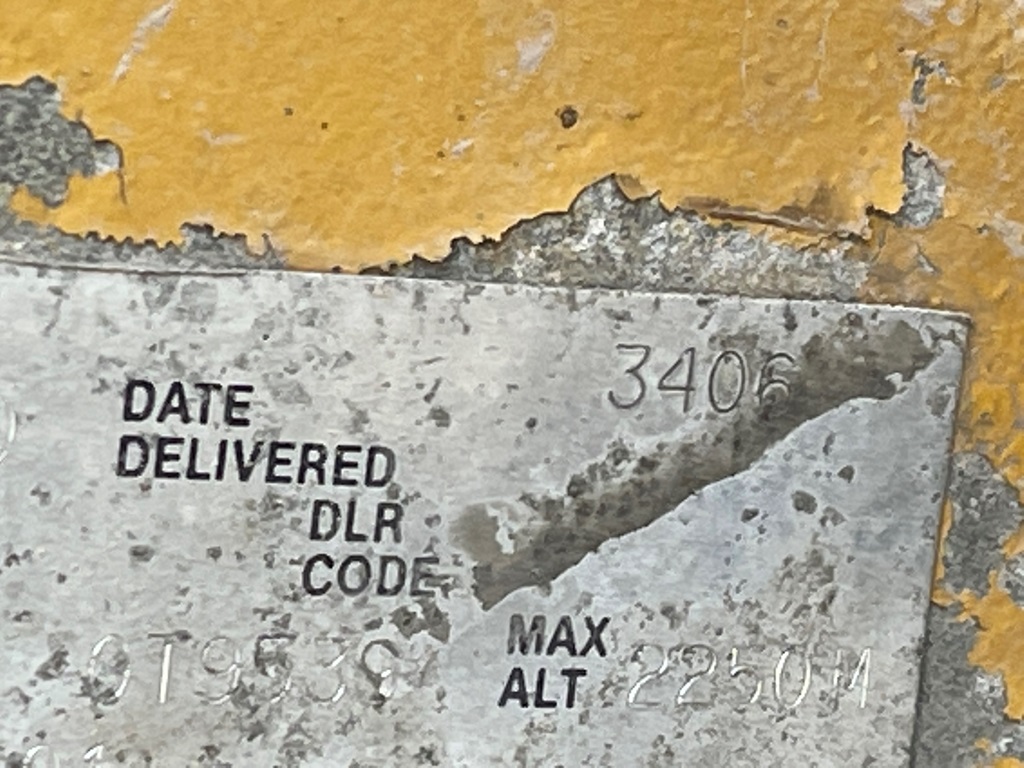 3406
DATE
DELIVERED
DLR
CODE
MAX
ALT 2250M